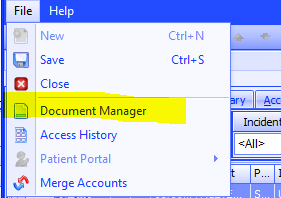 File Help
New Ctrl+N
Save Ctrl+S
Close
Document Manager
Access History
Patient Portal
Merge Accounts
ary Acc
Incident
<All>
t P...